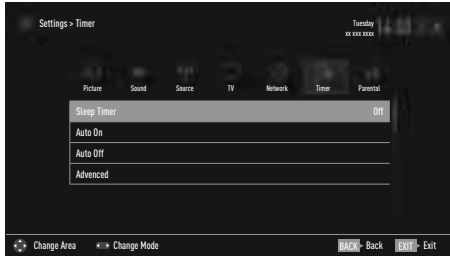 Settings > Timer
Tuesday
xx xxx xxxx
Picture Sound Source TV Network Timer Parental
Sleep Timer Off
Auto On
Auto Off
Advanced
Change Area Change Mode BACK Back EXIT Exit